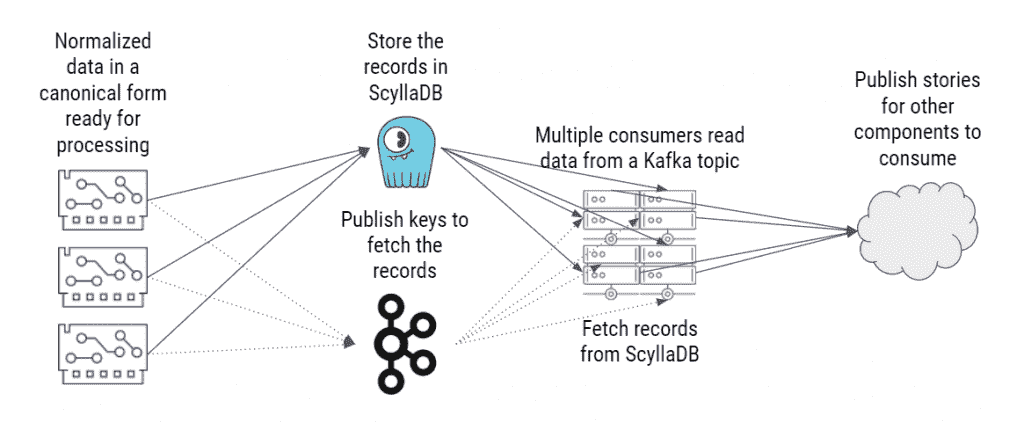 Normalized
data in a
canonical form
ready for
processing
Store the
records in
ScyllaDB
Publish keys to
fetch the
records
Multiple consumers read
data from a Kafka topic
Fetch records
from ScyllaDB
Publish stories
for other
components to
consume